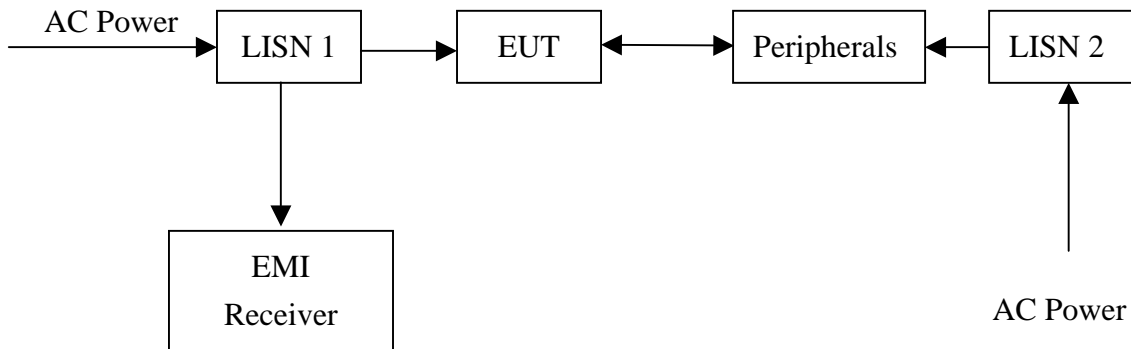 AC Power
LISN 1
EUT
Peripherals
LISN 2
EMI
Receiver
AC Power